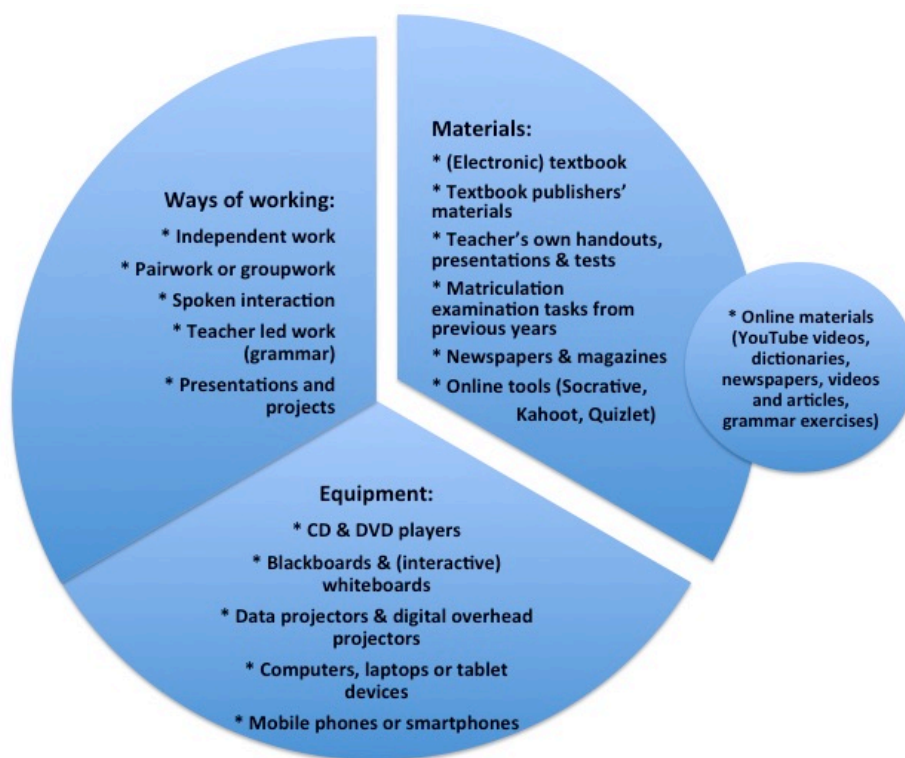 Ways of working:
* Independent work
* Pairwork or groupwork
* Spoken interaction
* Teacher led work
(grammar)
* Presentations and
projects
Materials:
* (Electronic) textbook
* Textbook publishers’
materials
* Teacher’s own handouts,
presentations & tests
* Matriculation
examination tasks from
previous years
* Newspapers & magazines
* Online tools (Socrative,
Kahoot, Quizlet)
* Online materials
(YouTube videos,
dictionaries,
newspapers, videos
and articles,
grammar exercises)
Equipment:
* CD & DVD players
* Blackboards & (interactive)
whiteboards
* Data projectors & digital overhead
projectors
* Computers, laptops or tablet
devices
* Mobile phones or smartphones